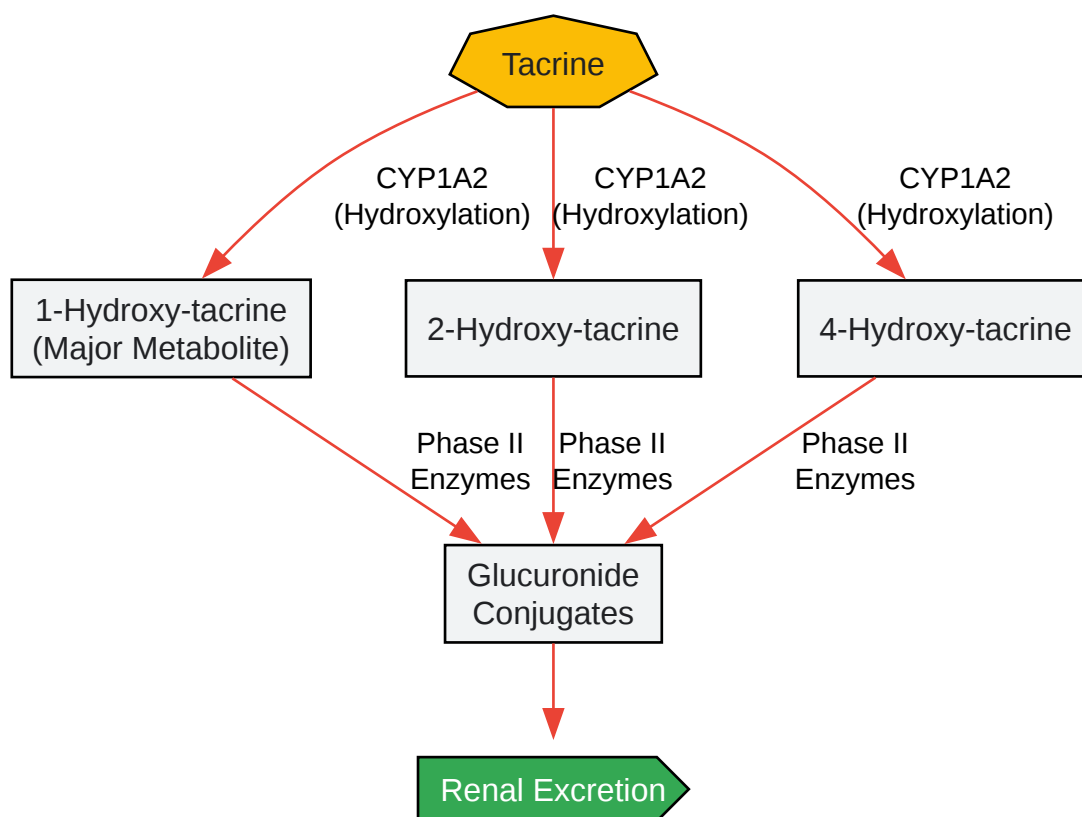 Tacrine
CYP1A2
(Hydroxylation)
CYP1A2
(Hydroxylation)
CYP1A2
(Hydroxylation)
1-Hydroxy-tacrine
(Major Metabolite)
2-Hydroxy-tacrine
4-Hydroxy-tacrine
Phase II
Enzymes
Phase II
Enzymes
Phase II
Enzymes
Glucuronide
Conjugates
Renal Excretion